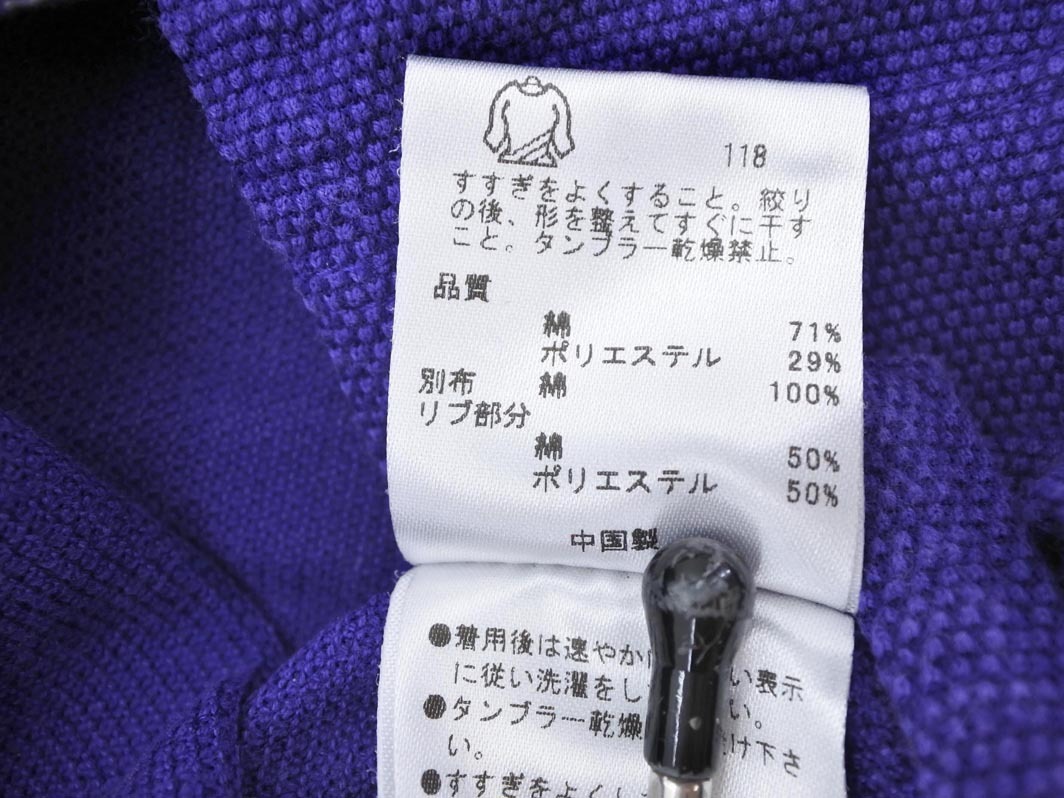 118
すすぎをよくすること。絞り
の後、形を整えてすぐに干す
こと。タンブラー乾燥禁止。
品質
綿 71%
ポリエステル 29%
別布 綿 100%
リブ部分
綿 50%
ポリエステル 50%
中国製
●着用後は速やか い表示
に従い洗濯をし
●タンブラー乾燥 い。
け下さ
い。
●すすぎをよくし